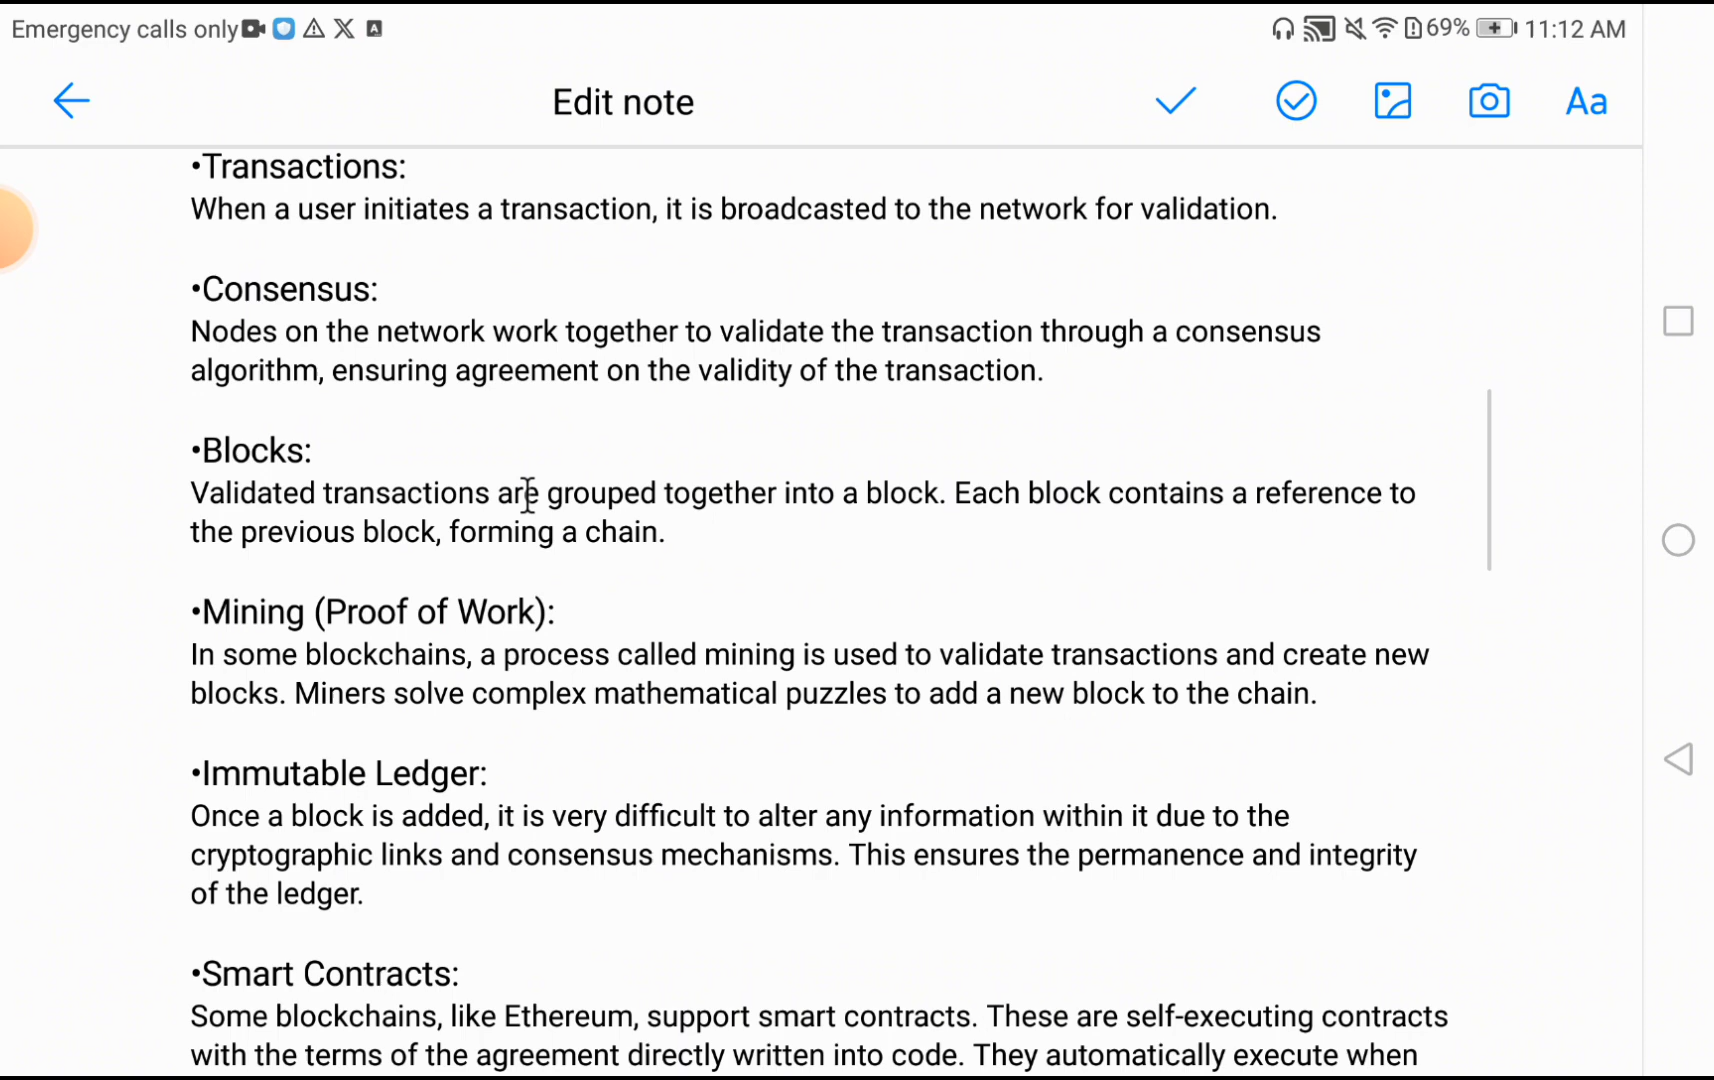 Emergency calls only
69%
11:12 AM
Edit note
Aa
•Transactions:
When a user initiates a transaction, it is broadcasted to the network for validation.
•Consensus:
Nodes on the network work together to validate the transaction through a consensus
algorithm, ensuring agreement on the validity of the transaction.
•Blocks:
Validated transactions are grouped together into a block. Each block contains a reference to
the previous block, forming a chain.
•Mining (Proof of Work):
In some blockchains, a process called mining is used to validate transactions and create new
blocks. Miners solve complex mathematical puzzles to add a new block to the chain.
•Immutable Ledger:
Once a block is added, it is very difficult to alter any information within it due to the
cryptographic links and consensus mechanisms. This ensures the permanence and integrity
of the ledger.
•Smart Contracts:
Some blockchains, like Ethereum, support smart contracts. These are self-executing contracts
with the terms of the agreement directly written into code. They automatically execute when